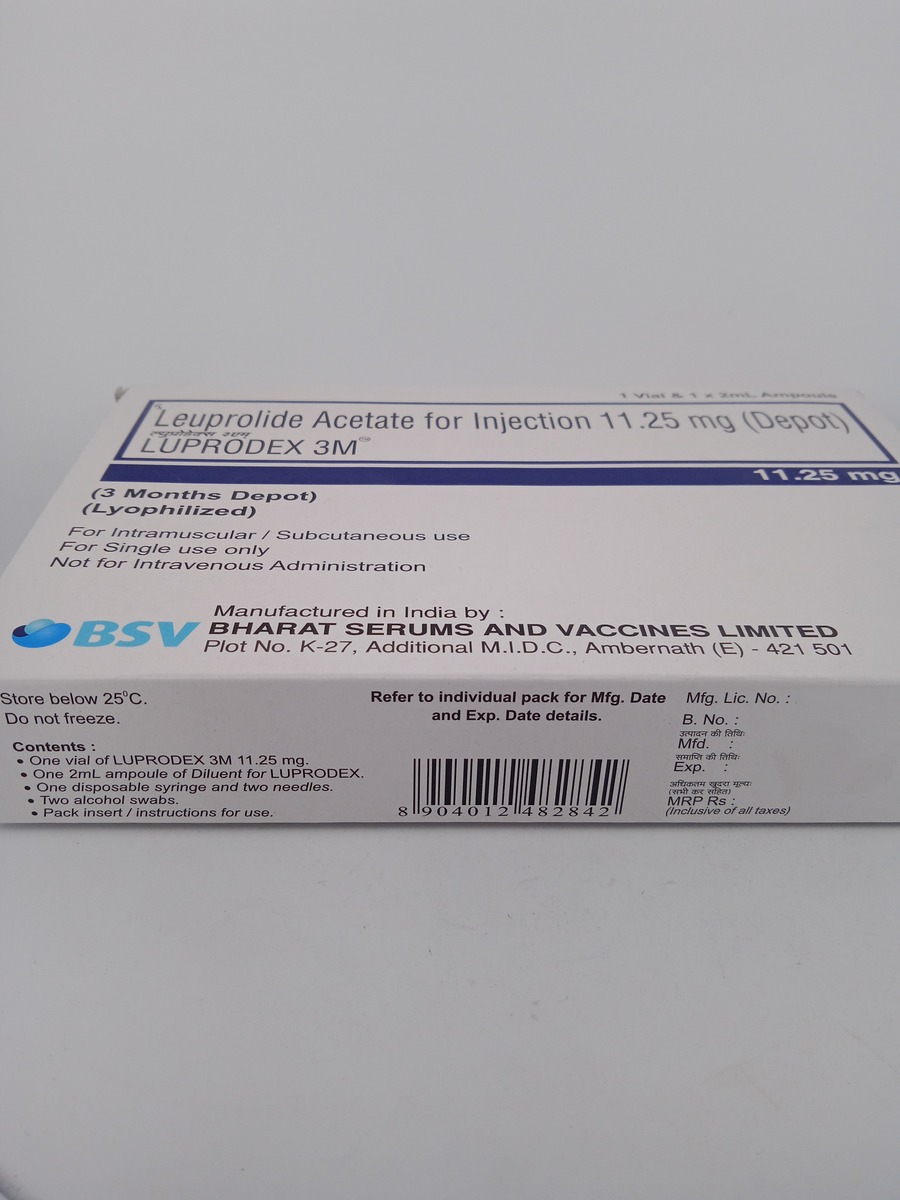 1 Vial & 1 x 2mL Ampoule
Rx
Leuprolide Acetate for Injection 11.25 mg (Depot)
ल्युप्रोडेक्स ३एम
LUPRODEX 3M™
11.25 mg
(3 Months Depot)
(Lyophilized)
For Intramuscular / Subcutaneous use
For Single use only
Not for Intravenous Administration
BSV
Manufactured in India by :
BHARAT SERUMS AND VACCINES LIMITED
Plot No. K-27, Additional M.I.D.C., Ambernath (E) - 421 501
Store below 25°C.
Do not freeze.
Contents :
• One vial of LUPRODEX 3M 11.25 mg.
• One 2mL ampoule of Diluent for LUPRODEX.
• One disposable syringe and two needles.
• Two alcohol swabs.
• Pack insert / instructions for use.
Refer to individual pack for Mfg. Date
and Exp. Date details.
8 904012 482842
Mfg. Lic. No. :
B. No. :
उत्पादन की तिथि:
Mfd. :
समाप्ति की तिथि:
Exp. :
अधिकतम खुदरा मूल्य:
(सभी कर सहित)
MRP Rs :
(Inclusive of all taxes)